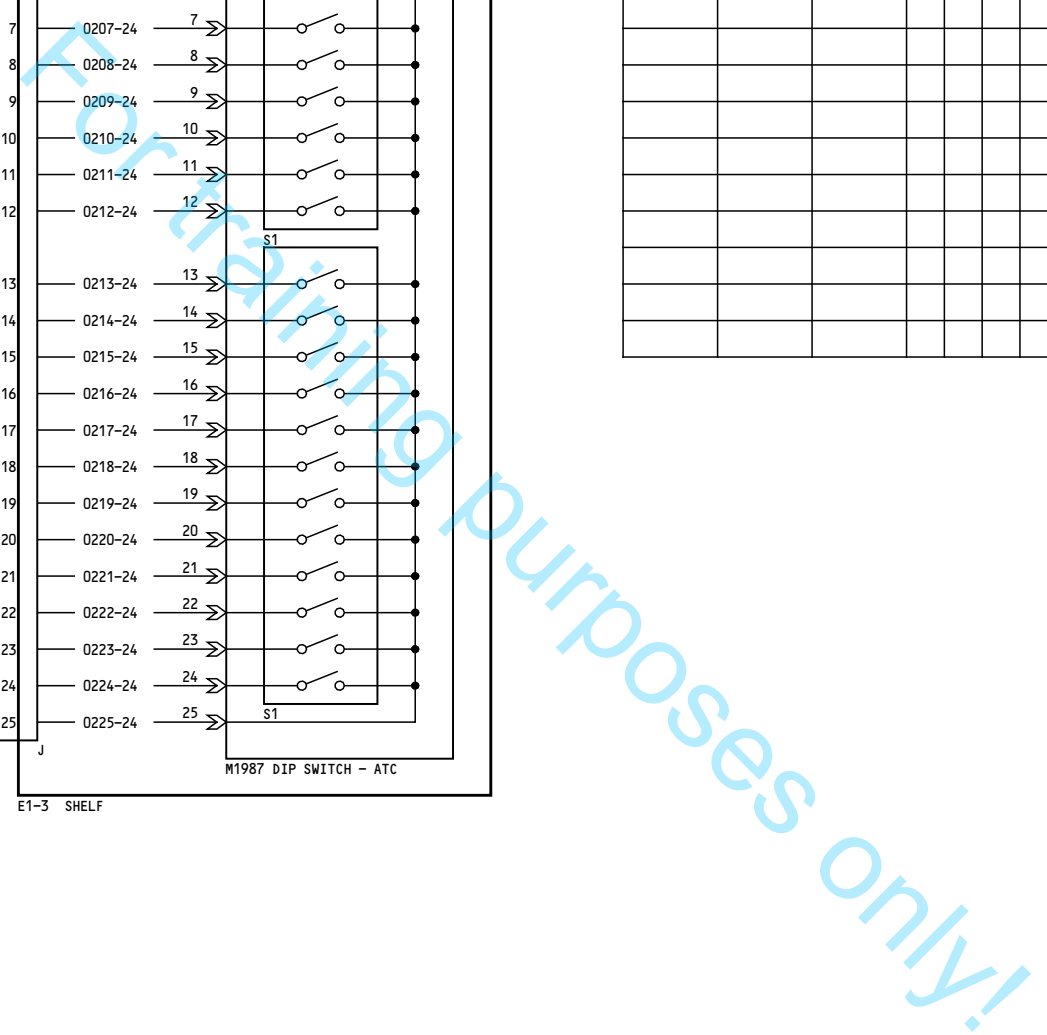 7 0207-24 7
8 0208-24 8
9 0209-24 9
10 0210-24 10
11 0211-24 11
12 0212-24 12
S1
13 0213-24 13
14 0214-24 14
15 0215-24 15
16 0216-24 16
17 0217-24 17
18 0218-24 18
19 0219-24 19
20 0220-24 20
21 0221-24 21
22 0222-24 22
23 0223-24 23
24 0224-24 24
25 0225-24 25
S1
J
M1987 DIP SWITCH - ATC
E1-3 SHELF
For training purposes only!